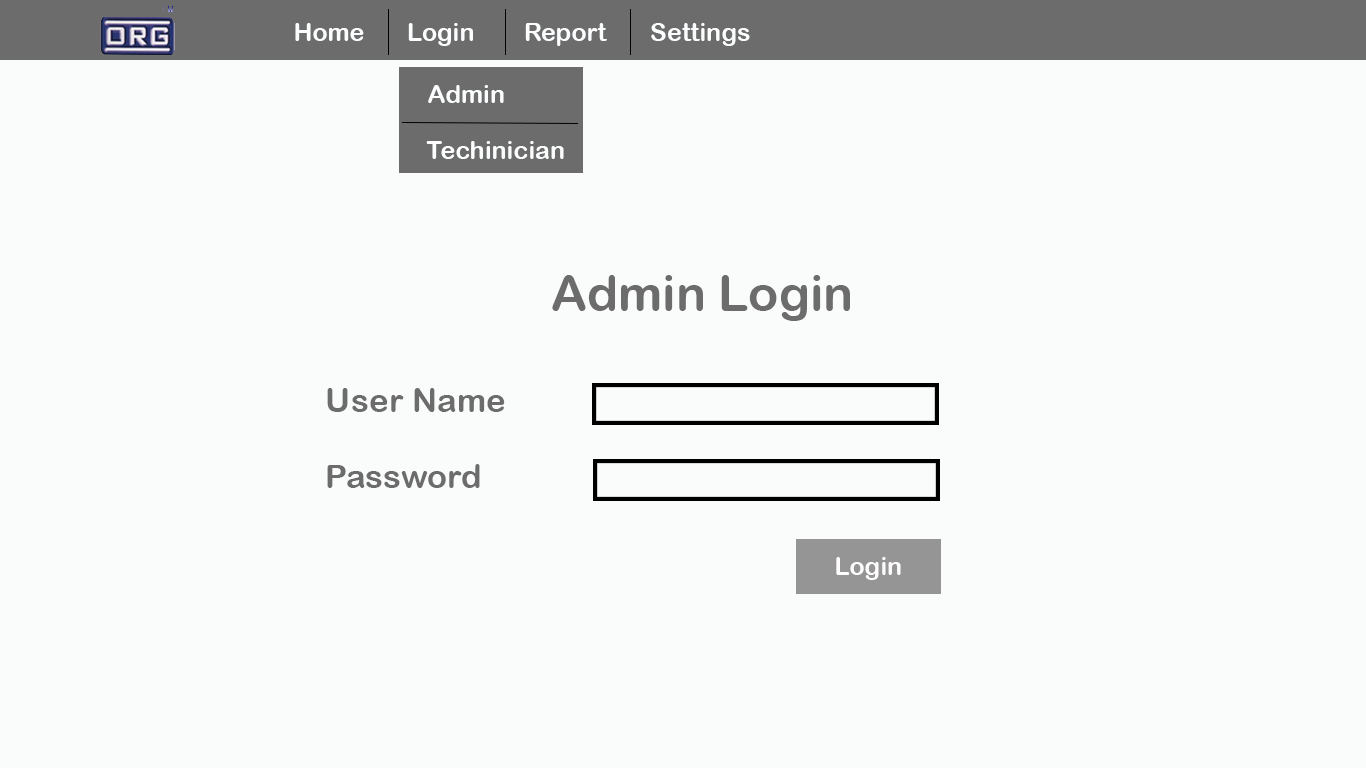 ORG
Home Login Report Settings
Admin
Techinician
Admin Login
User Name
Password
Login